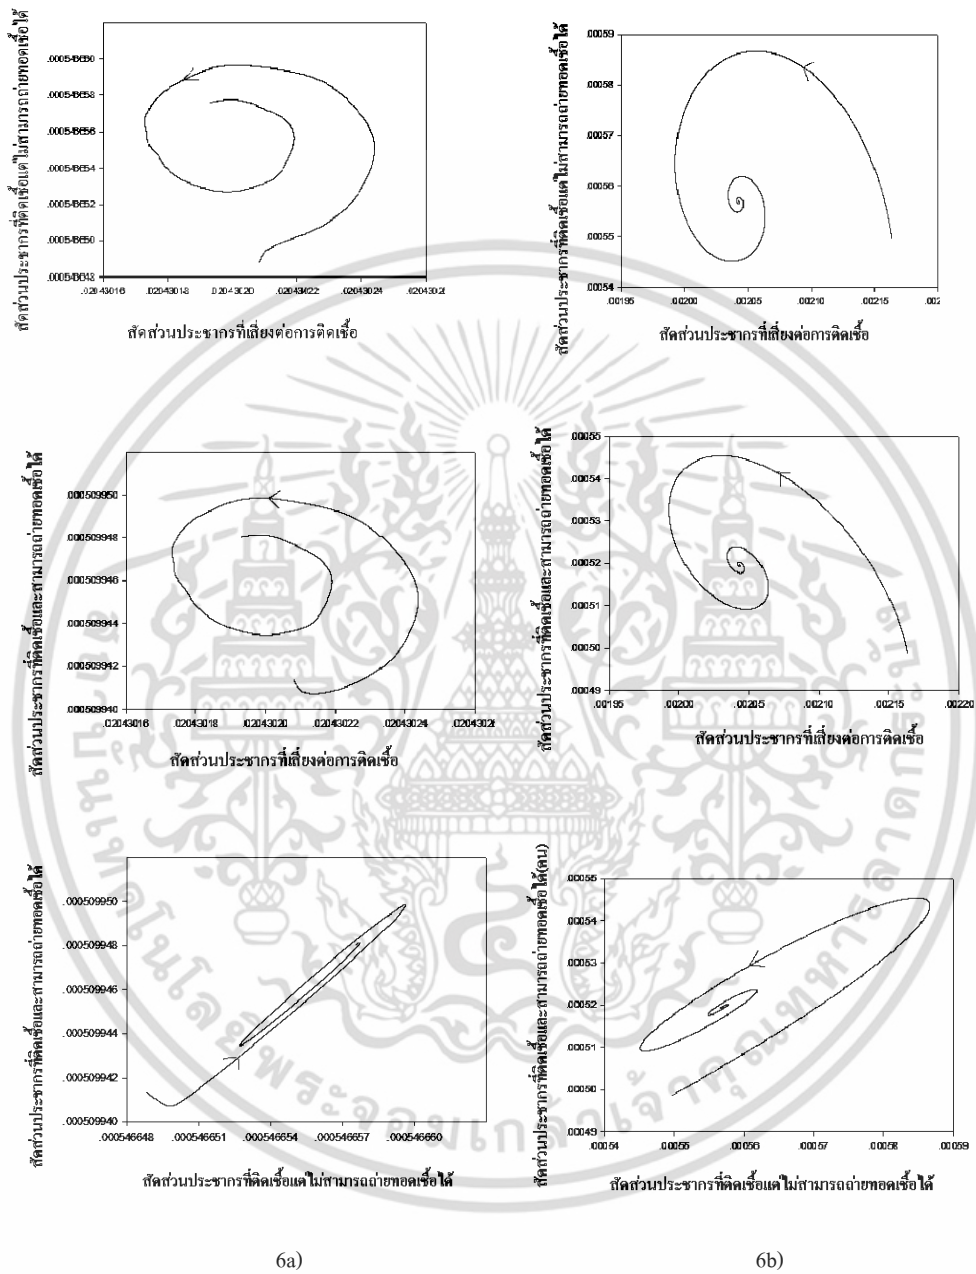 สัดส่วนประชากรที่ติดเชื้อแต่ไม่สามารถถ่ายทอดเชื้อได้
.02043016 .02043018 0.02043020 .02043022 .02043024 .0204302
สัดส่วนประชากรที่เสี่ยงต่อการติดเชื้อ
สัดส่วนประชากรที่ติดเชื้อแต่ไม่สามารถถ่ายทอดเชื้อได้
.00059
.00058
.00057
.00056
.00055
.00054
.00195 .00200 .00205 .00210 .00215 .002
สัดส่วนประชากรที่เสี่ยงต่อการติดเชื้อ
สัดส่วนประชากรที่ติดเชื้อและสามารถถ่ายทอดเชื้อได้
.000509950
.000509948
.000509946
.000509944
.000509942
.000509940
.02043016 .02043018 .02043020 .02043022 .02043024 .0204302
สัดส่วนประชากรที่เสี่ยงต่อการติดเชื้อ
สัดส่วนประชากรที่ติดเชื้อและสามารถถ่ายทอดเชื้อได้
.00055
.00054
.00053
.00052
.00051
.00050
.00049
.00195 .00200 .00205 .00210 .00215 .00220
สัดส่วนประชากรที่เสี่ยงต่อการติดเชื้อ
สัดส่วนประชากรที่ติดเชื้อและสามารถถ่ายทอดเชื้อได้
.000509950
.000509948
.000509946
.000509944
.000509942
.000509940
.000546648 .000546651 .000546654 .000546657 .000546660
สัดส่วนประชากรที่ติดเชื้อแต่ไม่สามารถถ่ายทอดเชื้อได้
สัดส่วนประชากรที่ติดเชื้อและสามารถถ่ายทอดเชื้อได้(คน)
.00055
.00054
.00053
.00052
.00051
.00050
.00049
.00054 .00055 .00056 .00057 .00058 .00059
สัดส่วนประชากรที่ติดเชื้อแต่ไม่สามารถถ่ายทอดเชื้อได้
6a)
6b)